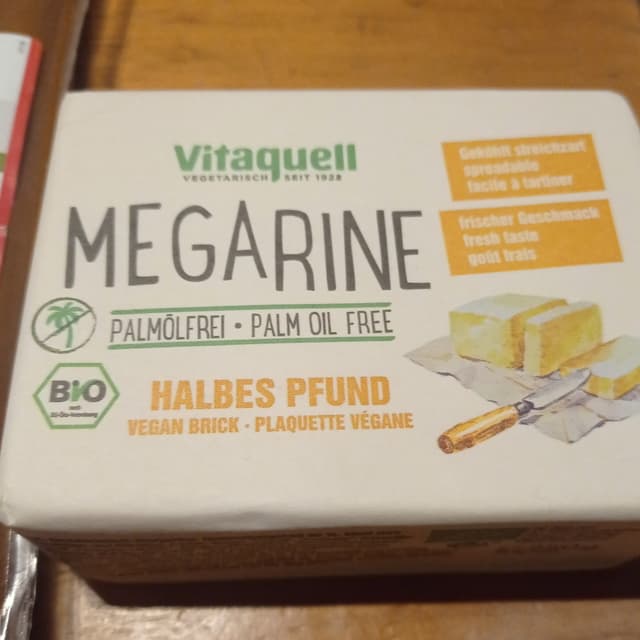 Vitaquell
VEGETARISCH SEIT 1928
MEGARINE
PALMÖLFREI • PALM OIL FREE
Bio
HALBES PFUND
VEGAN BRICK · PLAQUETTE VÉGANE
Gekühlt streichzart
spreadable
facile à tartiner
frischer Geschmack
fresh taste
goût frais